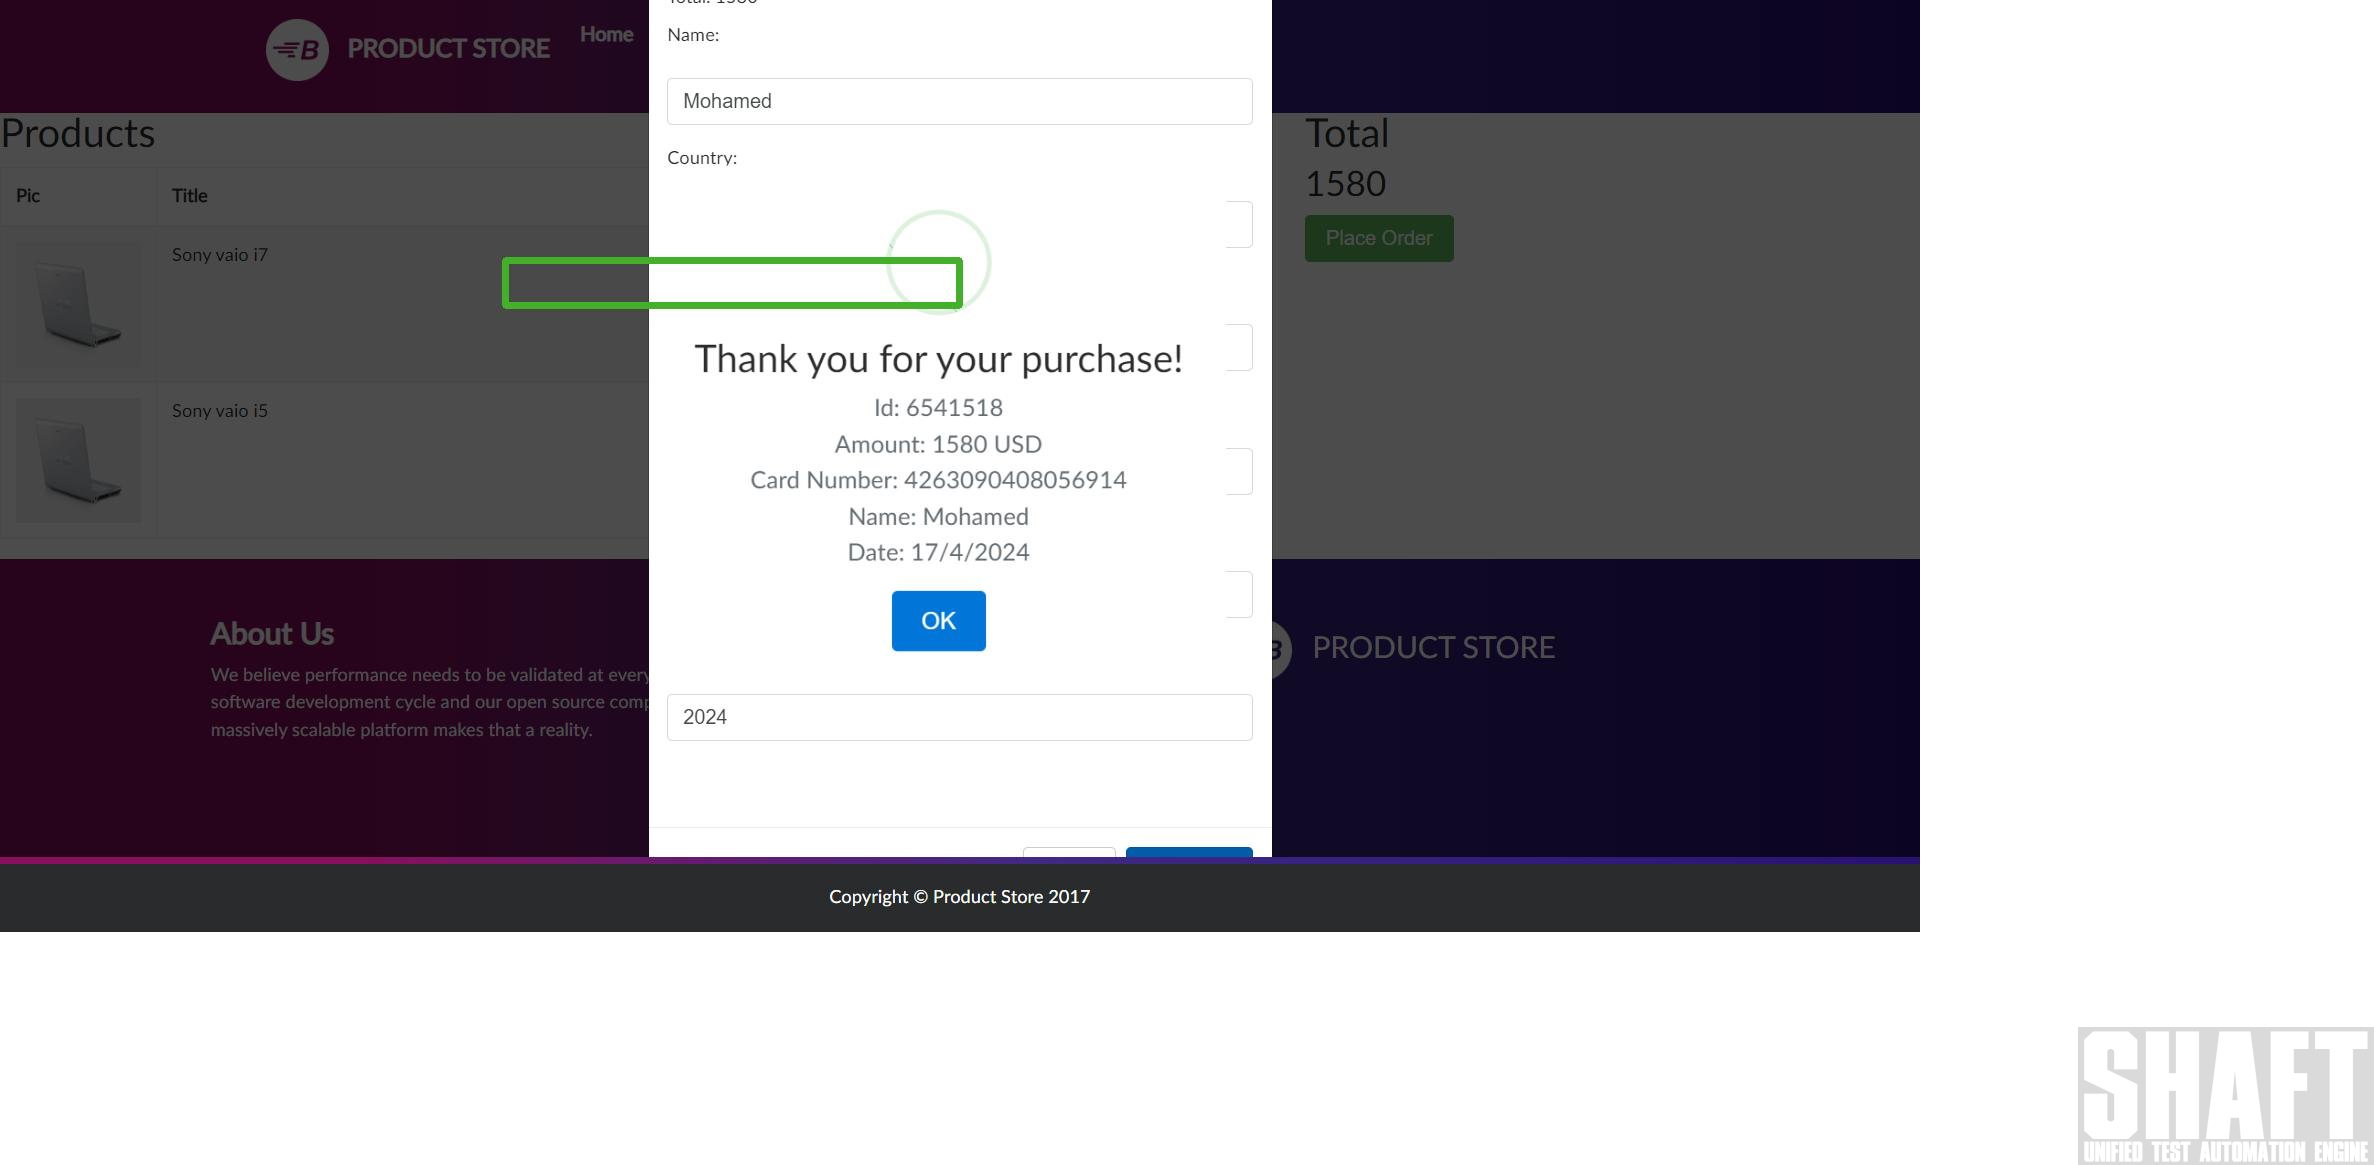 Total: 1580
Name:
B PRODUCT STORE Home
Mohamed
Products
Total
Country:
1580
Pic Title
Place Order
Sony vaio i7
Thank you for your purchase!
Id: 6541518
Sony vaio i5
Amount: 1580 USD
Card Number: 4263090408056914
Name: Mohamed
Date: 17/4/2024
OK
About Us
We believe performance needs to be validated at every
software development cycle and our open source
massively scalable platform makes that a reality.
B PRODUCT STORE
2024
Copyright © Product Store 2017
SHAFT
UNIFIED TEST AUTOMATION ENGINE